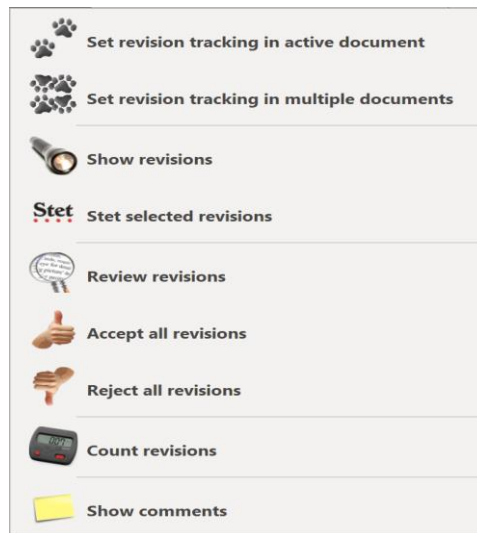 Set revision tracking in active document
Set revision tracking in multiple documents
Show revisions
Stet Stet selected revisions
Review revisions
Accept all revisions
Reject all revisions
Count revisions
Show comments